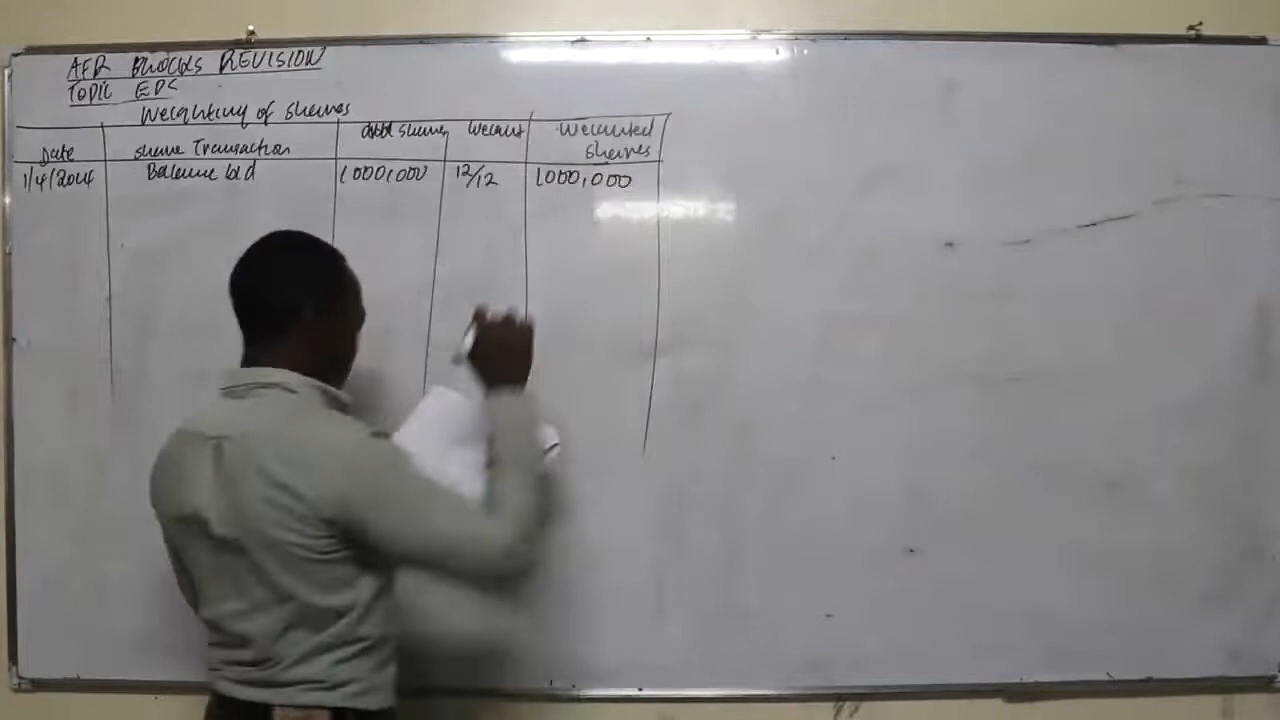 AFR BLOCKS REVISION
TOPIC EPS
Weighting of shares
Date Share Transaction shares Weight Weighted shares
1/4/2014 Balance b/d 1000,000 12/12 1000,000